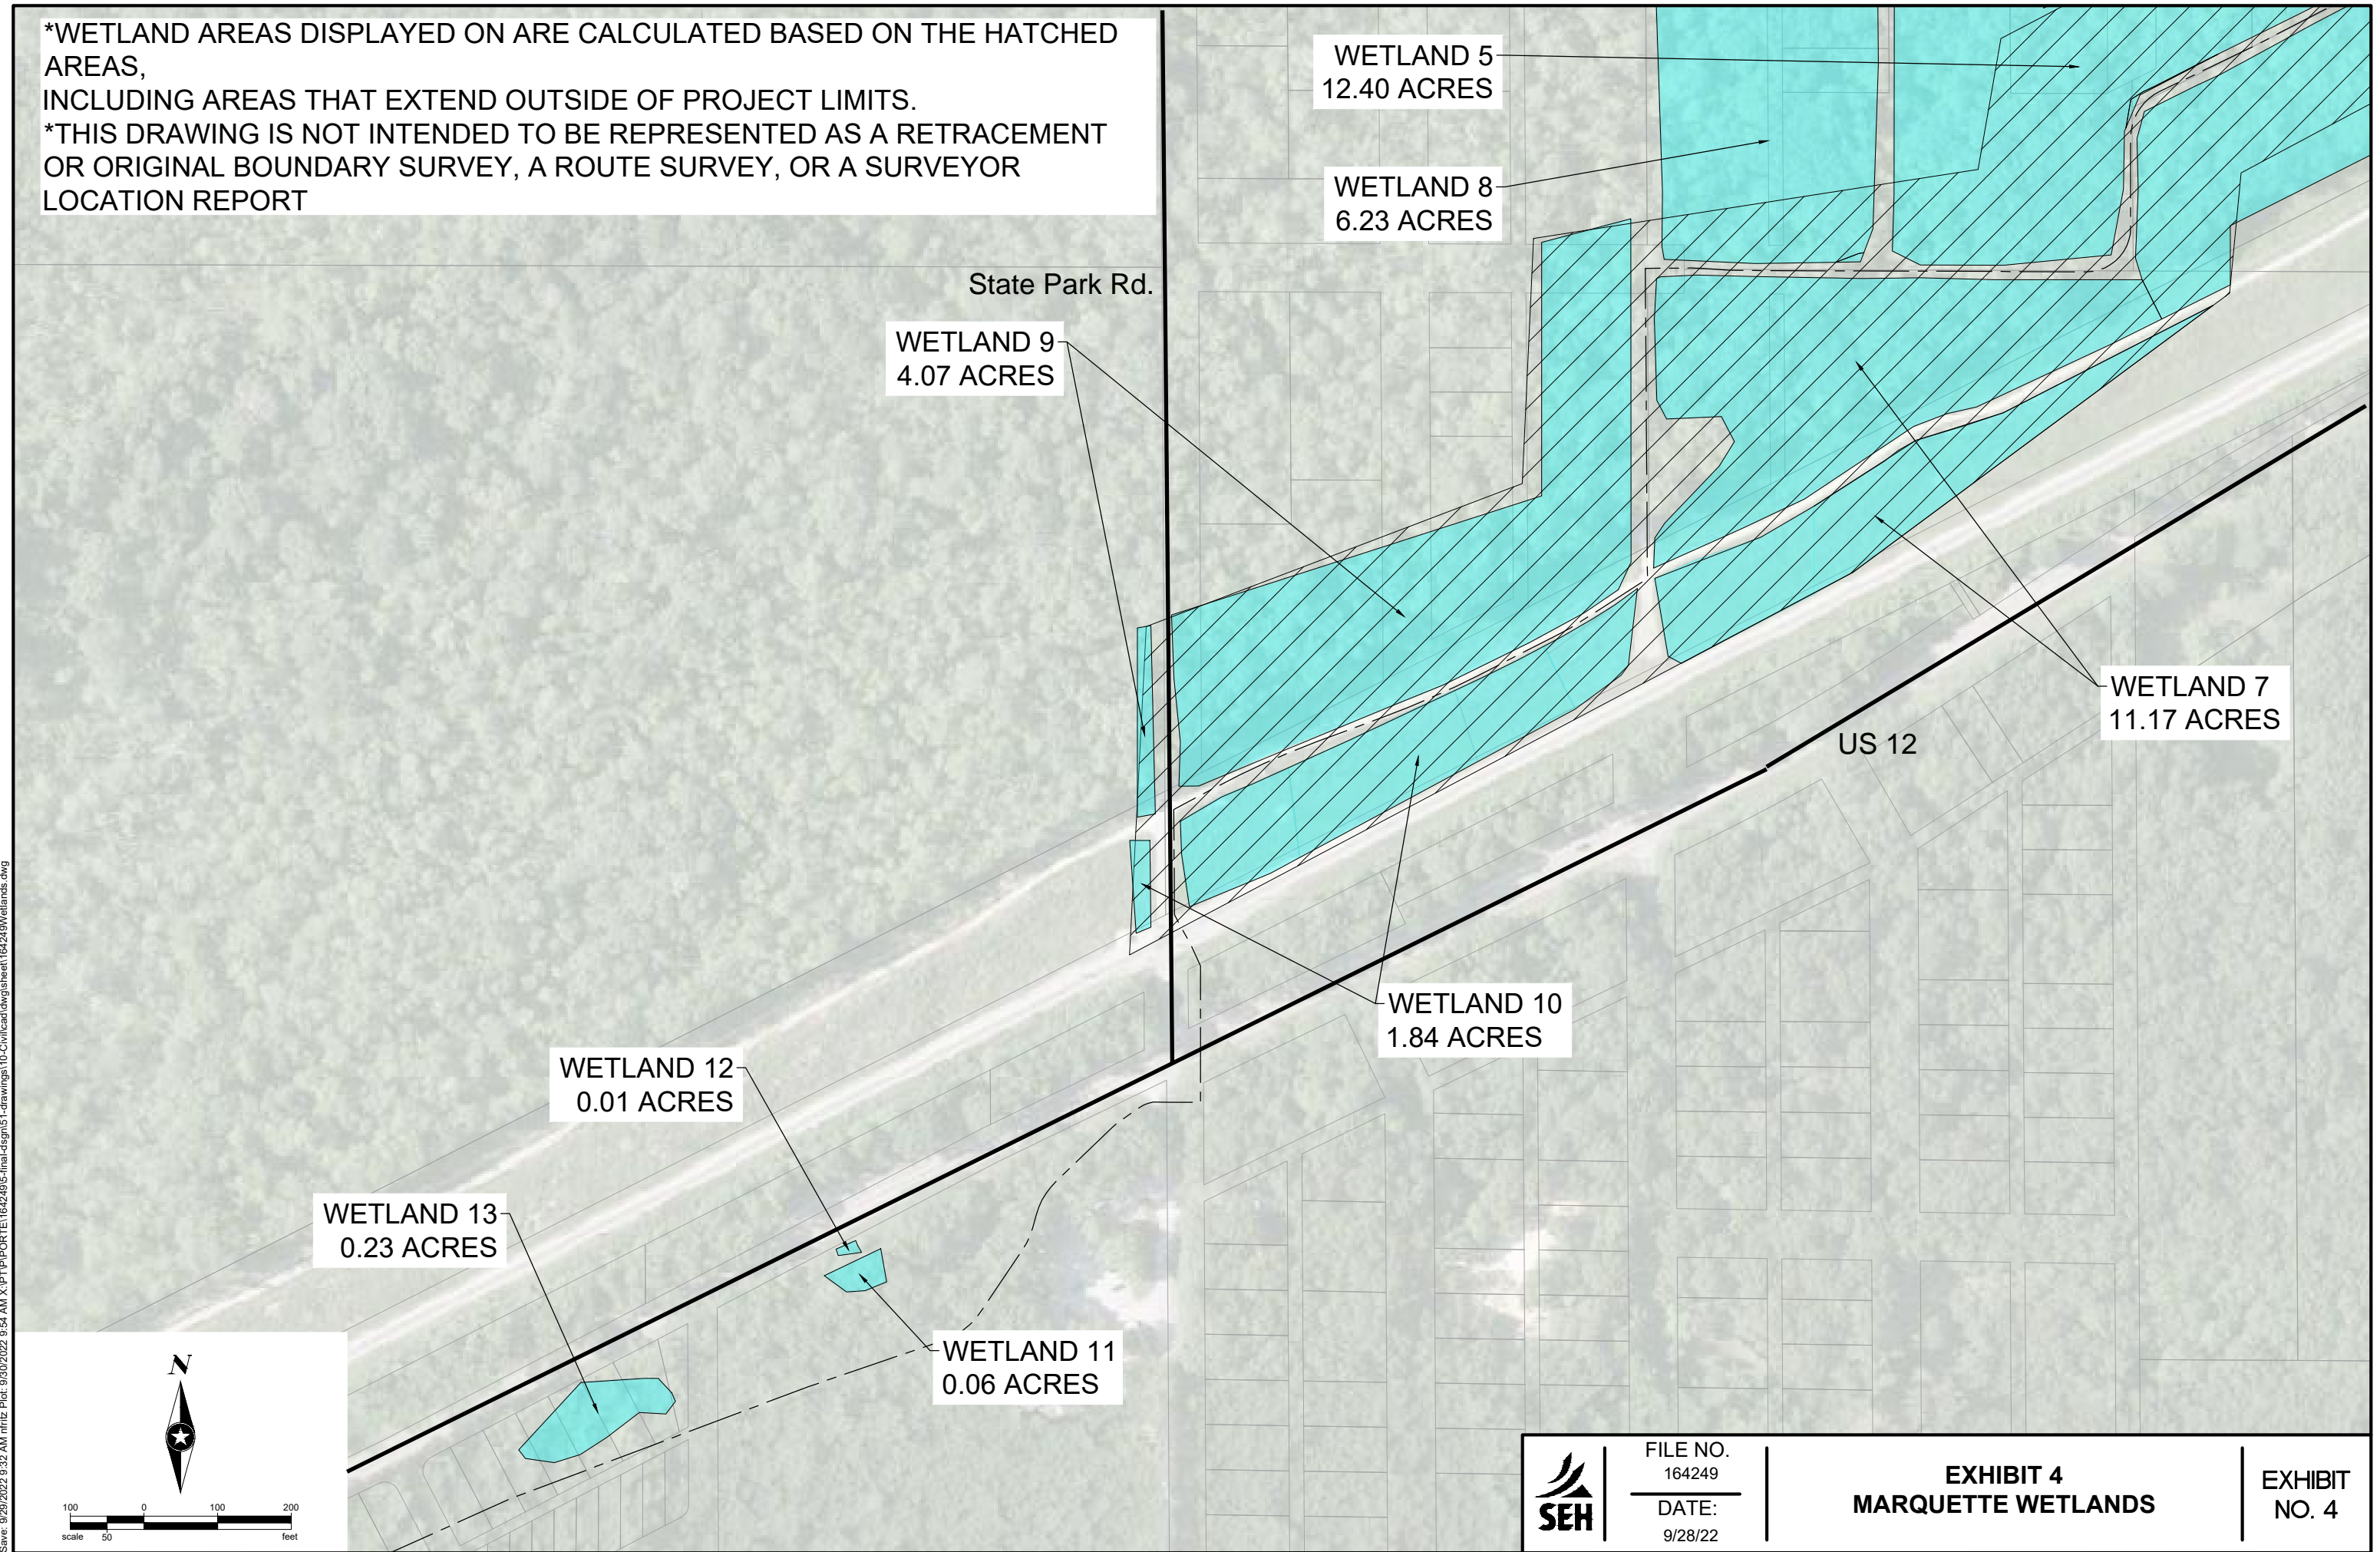 *WETLAND AREAS DISPLAYED ON ARE CALCULATED BASED ON THE HATCHED
AREAS,
INCLUDING AREAS THAT EXTEND OUTSIDE OF PROJECT LIMITS.
*THIS DRAWING IS NOT INTENDED TO BE REPRESENTED AS A RETRACEMENT
OR ORIGINAL BOUNDARY SURVEY, A ROUTE SURVEY, OR A SURVEYOR
LOCATION REPORT
WETLAND 5
12.40 ACRES
WETLAND 8
6.23 ACRES
State Park Rd.
WETLAND 9
4.07 ACRES
WETLAND 7
11.17 ACRES
US 12
WETLAND 10
1.84 ACRES
WETLAND 12
0.01 ACRES
WETLAND 13
0.23 ACRES
WETLAND 11
0.06 ACRES
N
100 0 100 200
scale 50 feet
SEH
FILE NO.
164249
DATE:
9/28/22
EXHIBIT 4
MARQUETTE WETLANDS
EXHIBIT
NO. 4